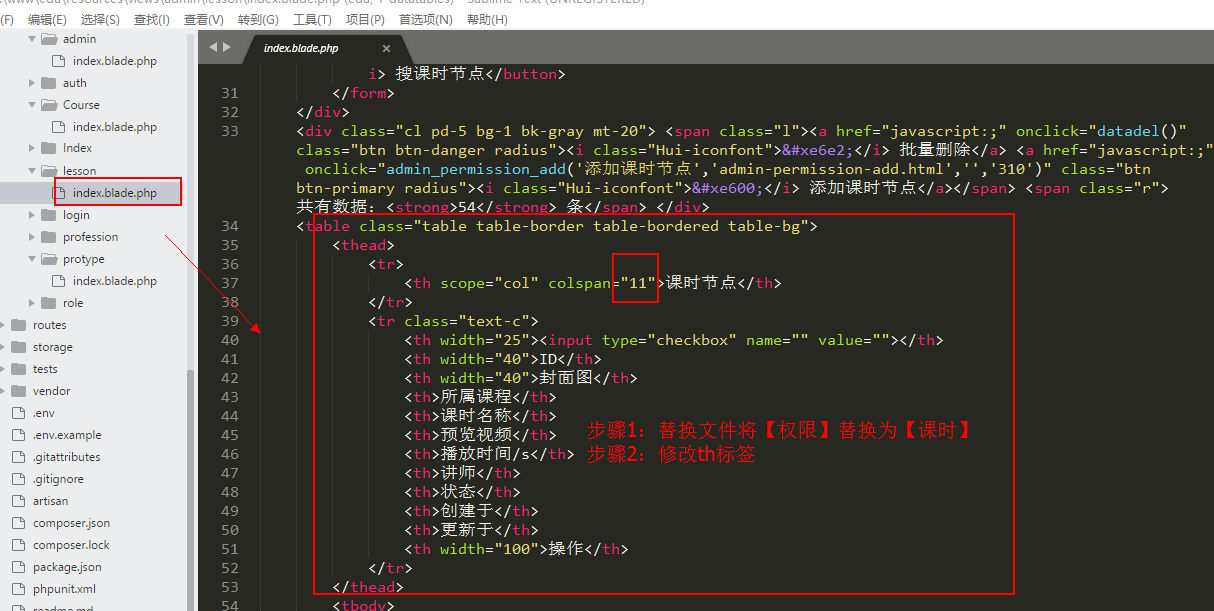 (F) 编辑(E) 选择(S) 查找(I) 查看(V) 转到(G) 工具(T) 项目(P) 首选项(N) 帮助(H)
admin
index.blade.php
auth
Course
index.blade.php
Index
lesson
index.blade.php
login
profession
protype
index.blade.php
role
routes
storage
tests
vendor
.env
.env.example
.gitattributes
.gitignore
artisan
composer.json
composer.lock
package.json
phpunit.xml
readme.md
index.blade.php ×
i> 搜课时节点</button>
31 </form>
32 </div>
33 <div class="cl pd-5 bg-1 bk-gray mt-20"> <span class="l"><a href="javascript:;" onclick="datadel()"
class="btn btn-danger radius"><i class="Hui-iconfont">&#xe6e2;</i> 批量删除</a> <a href="javascript:;"
onclick="admin_permission_add('添加课时节点','admin-permission-add.html','','310')" class="btn
btn-primary radius"><i class="Hui-iconfont">&#xe600;</i> 添加课时节点</a></span> <span class="r">
共有数据：<strong>54</strong> 条</span> </div>
34 <table class="table table-border table-bordered table-bg">
35 <thead>
36 <tr>
37 <th scope="col" colspan="11">课时节点</th>
38 </tr>
39 <tr class="text-c">
40 <th width="25"><input type="checkbox" name="" value=""></th>
41 <th width="40">ID</th>
42 <th width="40">封面图</th>
43 <th>所属课程</th>
44 <th>课时名称</th>
45 <th>预览视频</th>
46 <th>播放时间/s</th>
47 <th>讲师</th>
48 <th>状态</th>
49 <th>创建于</th>
50 <th>更新于</th>
51 <th width="100">操作</th>
52 </tr>
53 </thead>
54 <tbody>
步骤1：替换文件将【权限】替换为【课时】
步骤2：修改th标签